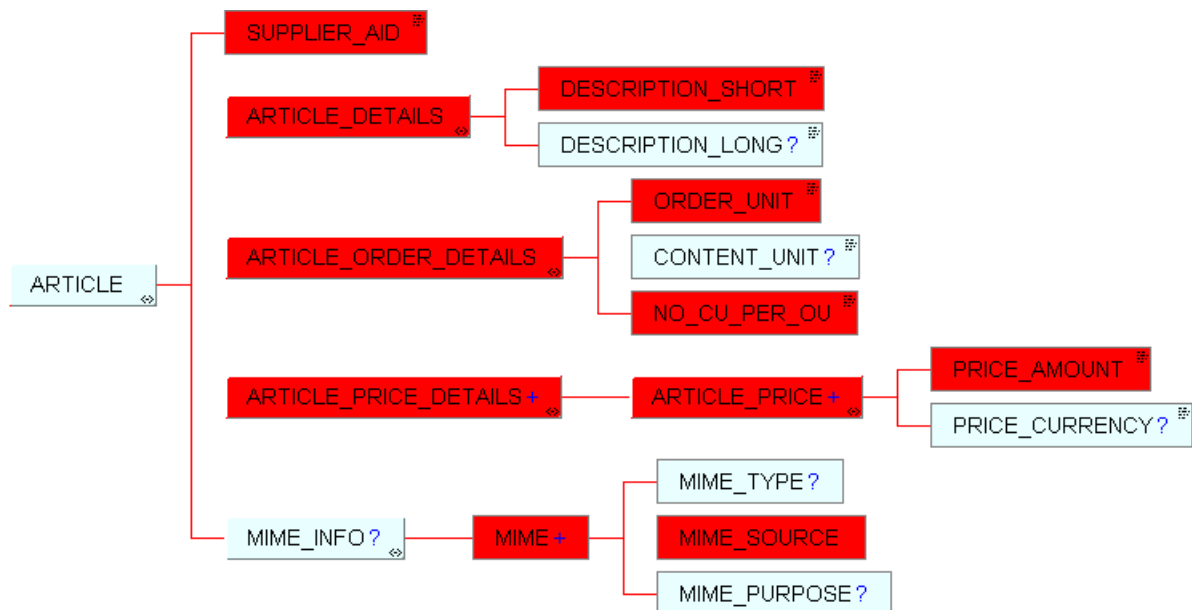 SUPPLIER_AID
ARTICLE_DETAILS
DESCRIPTION_SHORT
DESCRIPTION_LONG?
ARTICLE
ARTICLE_ORDER_DETAILS
ORDER_UNIT
CONTENT_UNIT?
NO_CU_PER_OU
ARTICLE_PRICE_DETAILS+
ARTICLE_PRICE+
PRICE_AMOUNT
PRICE_CURRENCY?
MIME_INFO?
MIME+
MIME_TYPE?
MIME_SOURCE
MIME_PURPOSE?